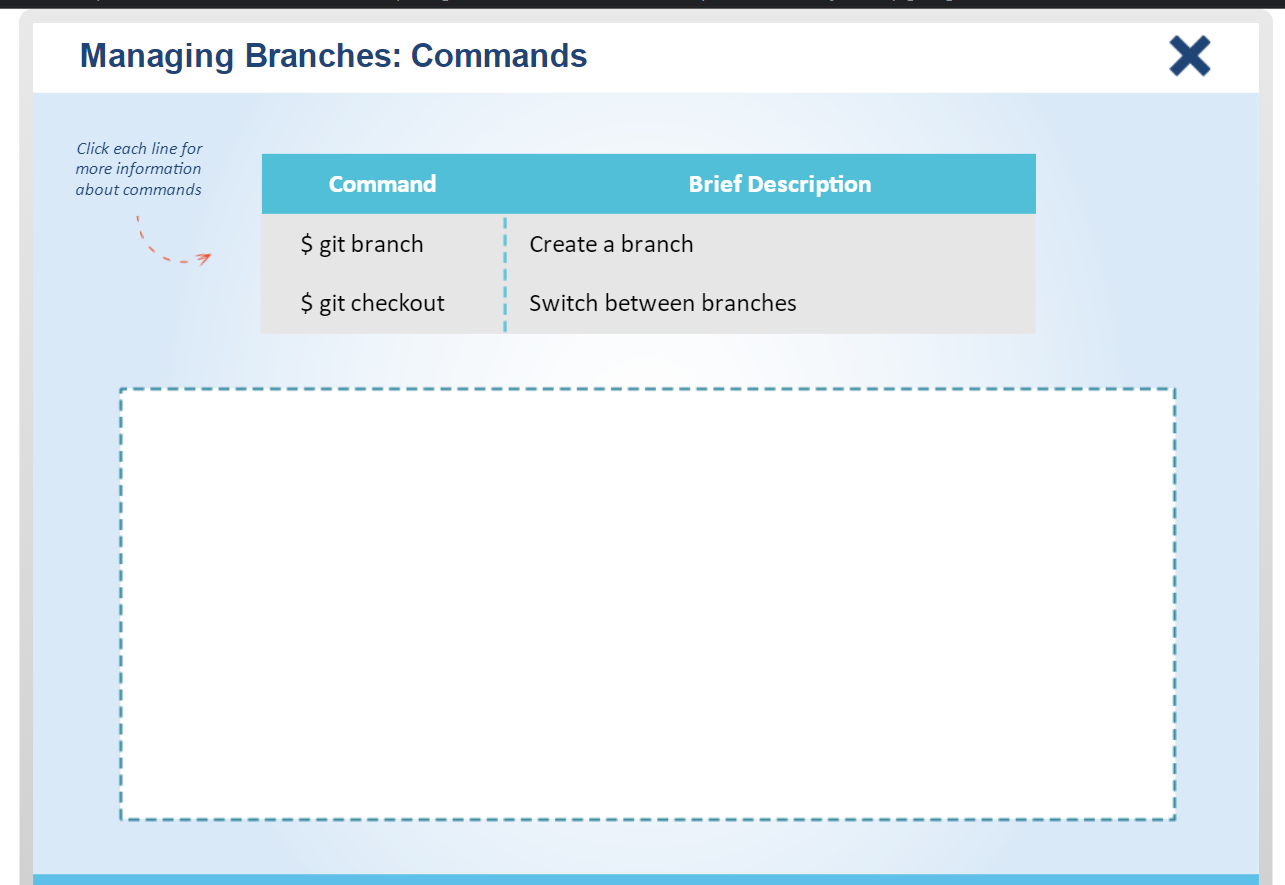 Managing Branches: Commands
Click each line for
more information
about commands
Command Brief Description
$ git branch Create a branch
$ git checkout Switch between branches